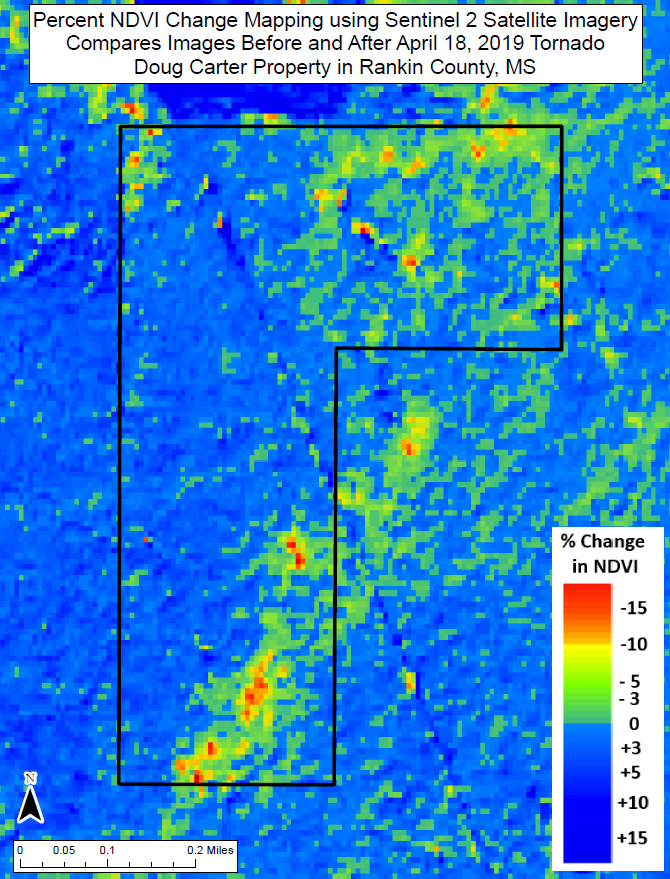 Percent NDVI Change Mapping using Sentinel 2 Satellite Imagery
Compares Images Before and After April 18, 2019 Tornado
Doug Carter Property in Rankin County, MS
% Change
in NDVI
-15
-10
- 5
- 3
0
+3
+5
+10
+15
N
0 0.05 0.1 0.2 Miles